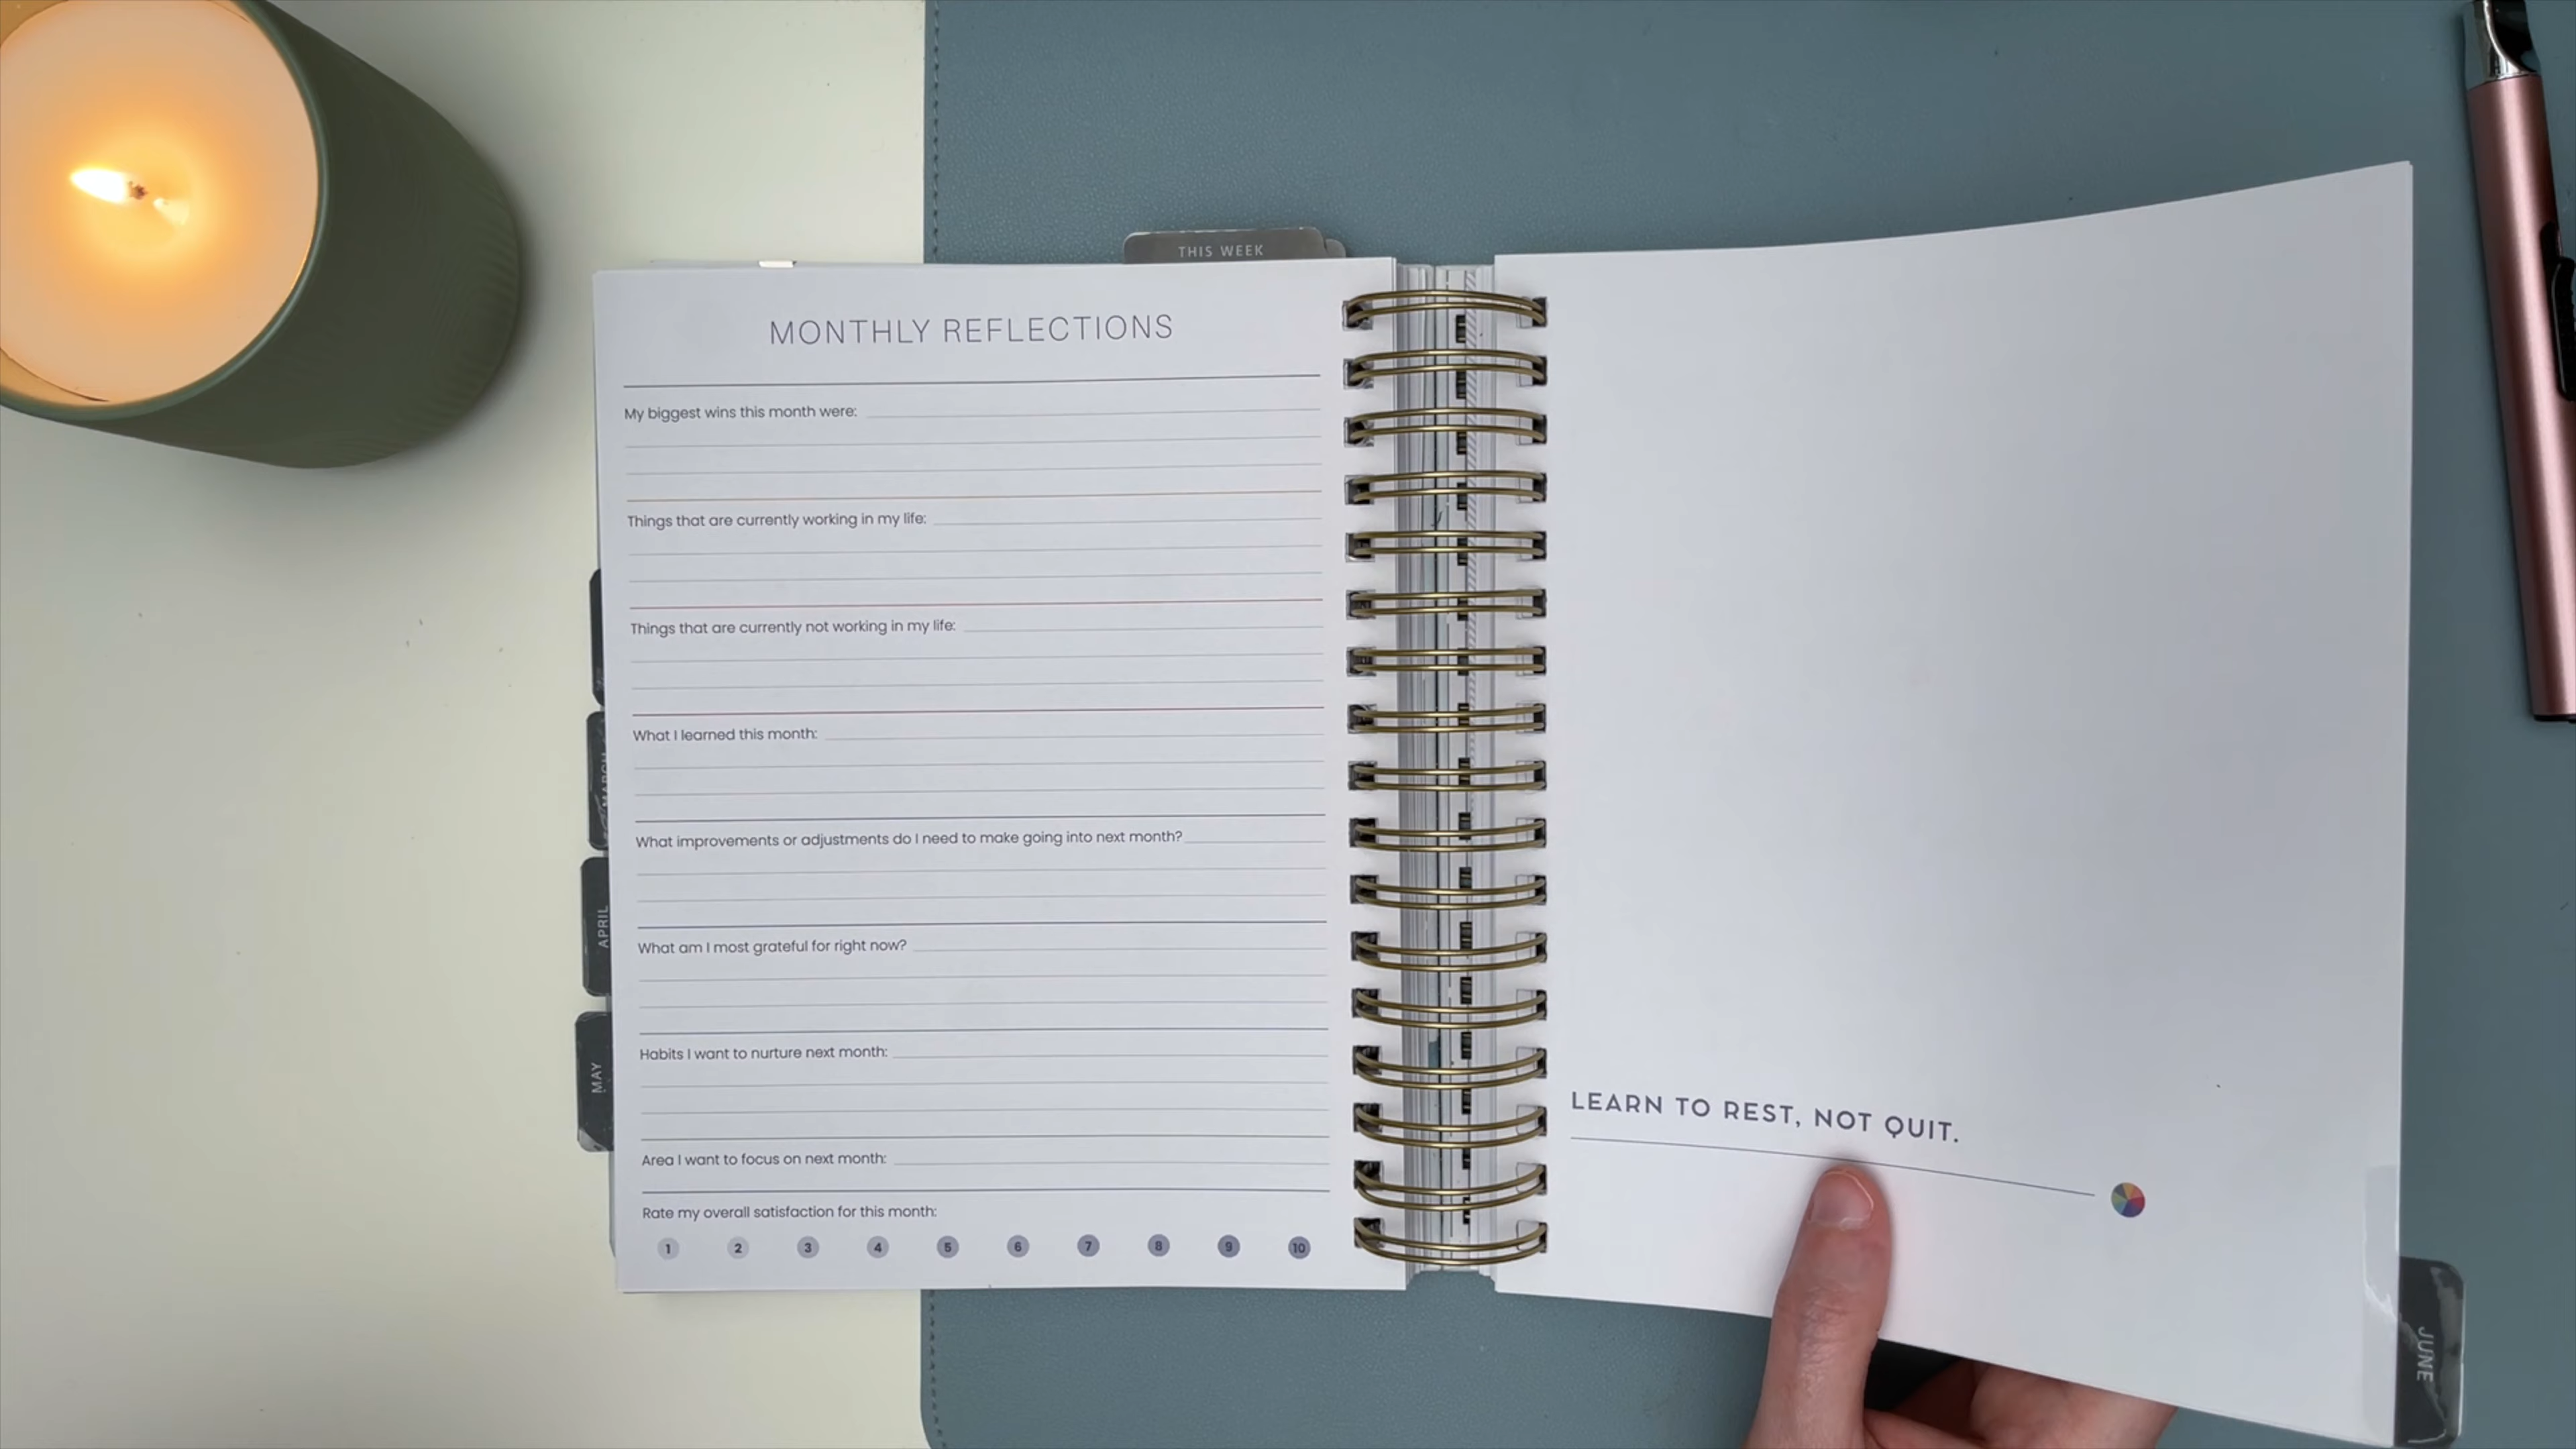 THIS WEEK
MONTHLY REFLECTIONS
My biggest wins this month were:
Things that are currently working in my life:
Things that are currently not working in my life:
What I learned this month:
What improvements or adjustments do I need to make going into next month?
What am I most grateful for right now?
Habits I want to nurture next month:
Area I want to focus on next month:
Rate my overall satisfaction for this month:
1 2 3 4 5 6 7 8 9 10
MARCH
APRIL
MAY
LEARN TO REST, NOT QUIT.
JUNE